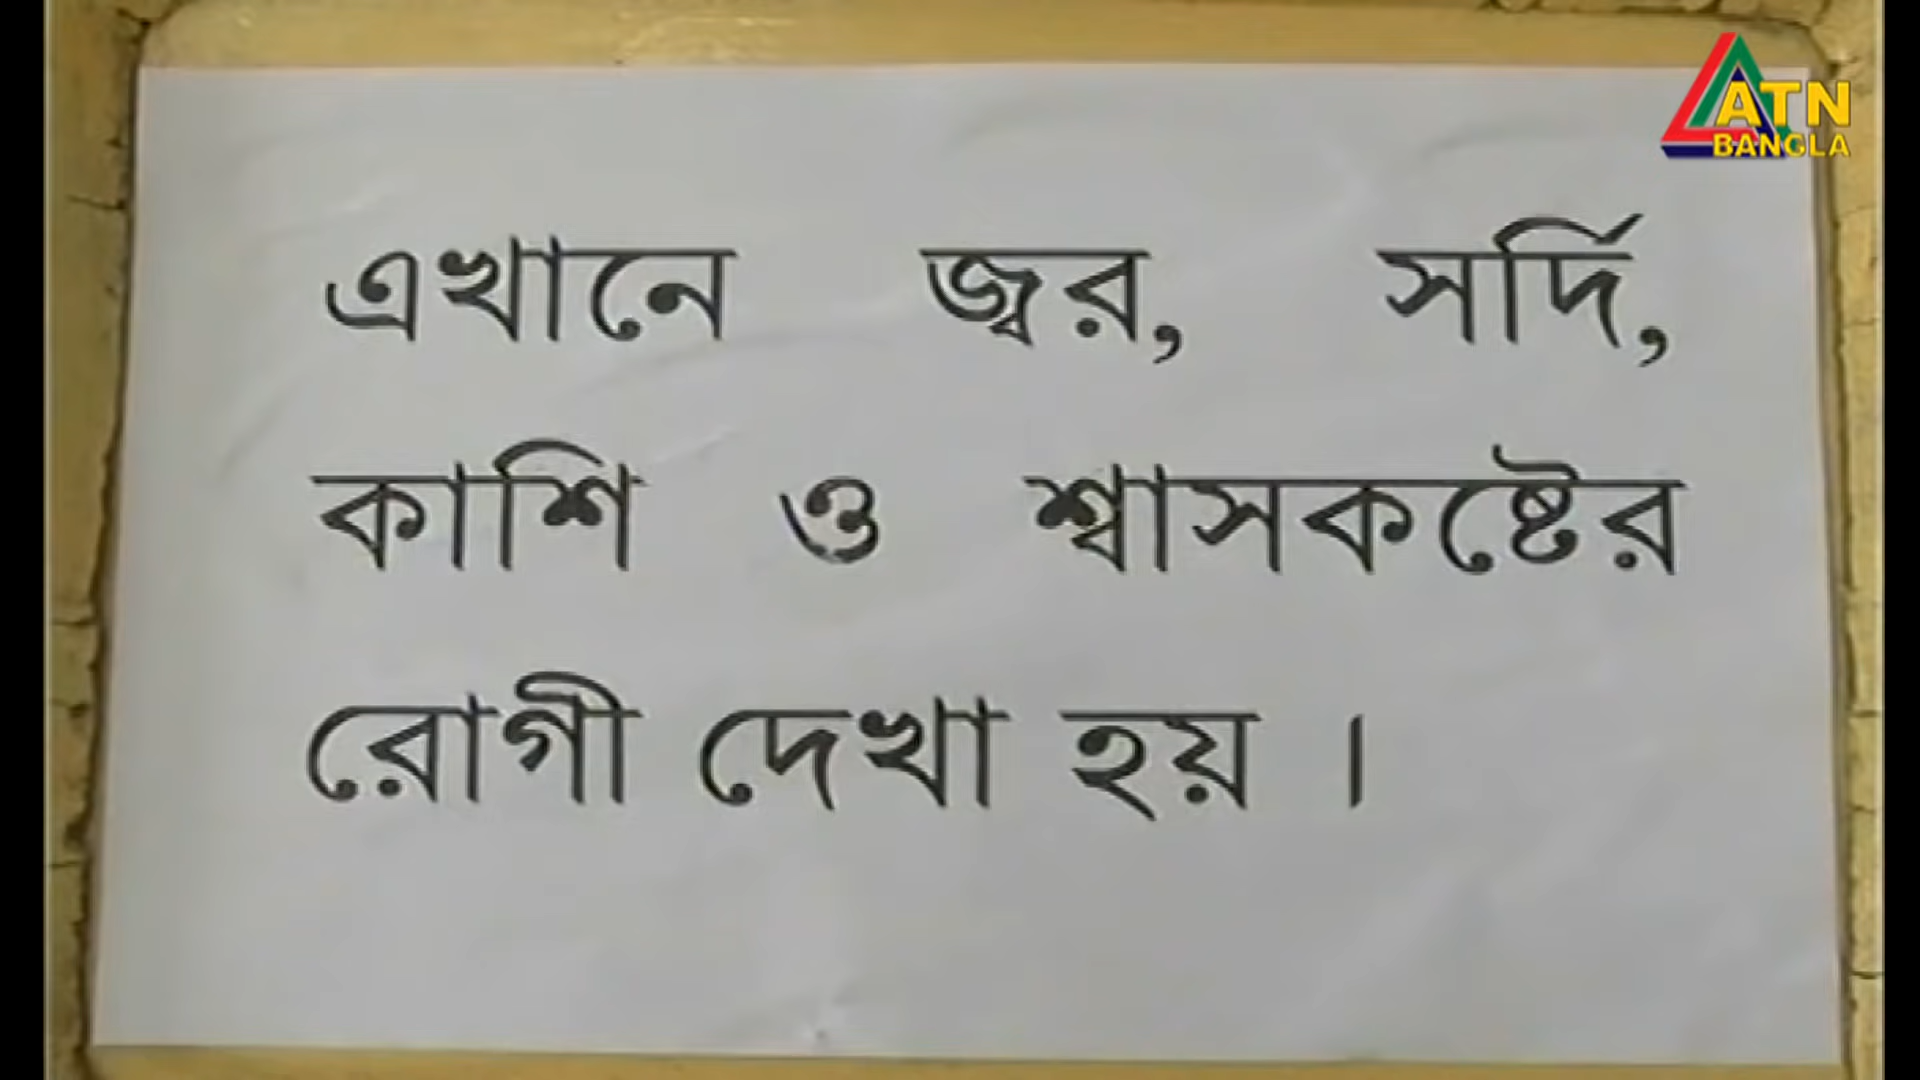 ATN
BANGLA
এখানে জ্বর, সর্দি,
কাশি ও শ্বাসকষ্টের
রোগী দেখা হয় ।